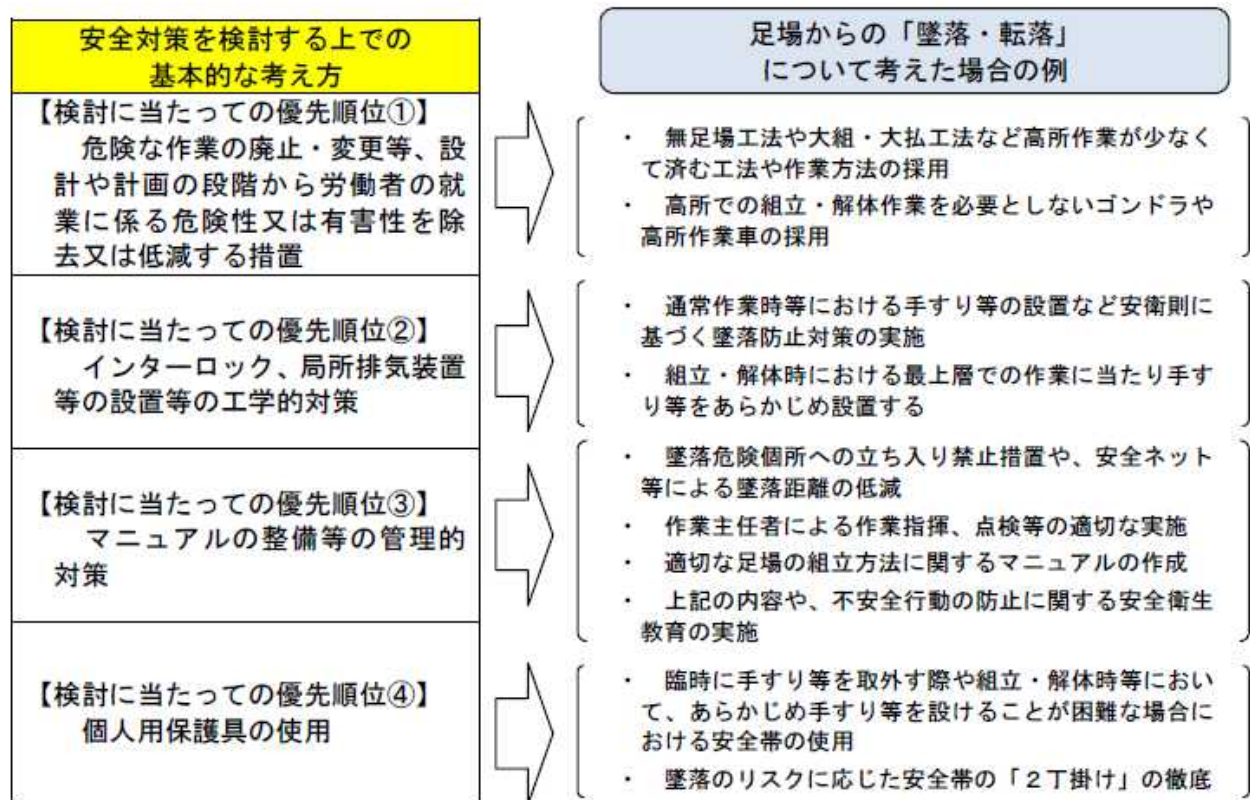 安全対策を検討する上での
基本的な考え方
足場からの「墜落・転落」
について考えた場合の例
【検討に当たっての優先順位①】
危険な作業の廃止・変更等、設
計や計画の段階から労働者の就
業に係る危険性又は有害性を除
去又は低減する措置
・　無足場工法や大組・大払工法など高所作業が少なく
て済む工法や作業方法の採用
・　高所での組立・解体作業を必要としないゴンドラや
高所作業車の採用
【検討に当たっての優先順位②】
インターロック、局所排気装置
等の設置等の工学的対策
・　通常作業時等における手すり等の設置など安衛則に
基づく墜落防止対策の実施
・　組立・解体時における最上層での作業に当たり手す
り等をあらかじめ設置する
【検討に当たっての優先順位③】
マニュアルの整備等の管理的
対策
・　墜落危険個所への立ち入り禁止措置や、安全ネット
等による墜落距離の低減
・　作業主任者による作業指揮、点検等の適切な実施
・　適切な足場の組立方法に関するマニュアルの作成
・　上記の内容や、不安全行動の防止に関する安全衛生
教育の実施
【検討に当たっての優先順位④】
個人用保護具の使用
・　臨時に手すり等を取外す際や組立・解体時等におい
て、あらかじめ手すり等を設けることが困難な場合に
おける安全帯の使用
・　墜落のリスクに応じた安全帯の「２丁掛け」の徹底